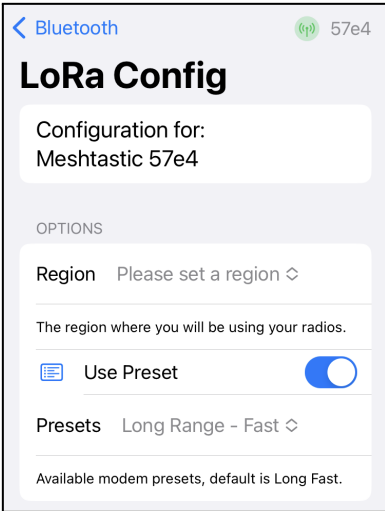 Bluetooth 57e4
LoRa Config
Configuration for:
Meshtastic 57e4
OPTIONS
Region Please set a region
The region where you will be using your radios.
Use Preset
Presets Long Range - Fast
Available modem presets, default is Long Fast.